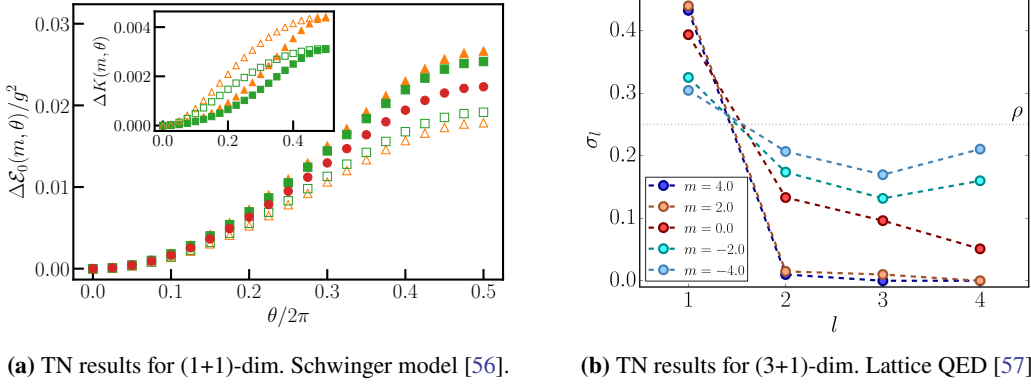 ΔK(m, θ)
0.004
0.002
0.000
0.0 0.2 0.4
ΔE₀(m, θ)/g²
0.03
0.02
0.01
0.00
0.0 0.1 0.2 0.3 0.4 0.5
θ/2π
(a) TN results for (1+1)-dim. Schwinger model [56].
σ_l
0.4
0.3
0.2
0.1
0.0
ρ
m = 4.0
m = 2.0
m = 0.0
m = −2.0
m = −4.0
1 2 3 4
l
(b) TN results for (3+1)-dim. Lattice QED [57]